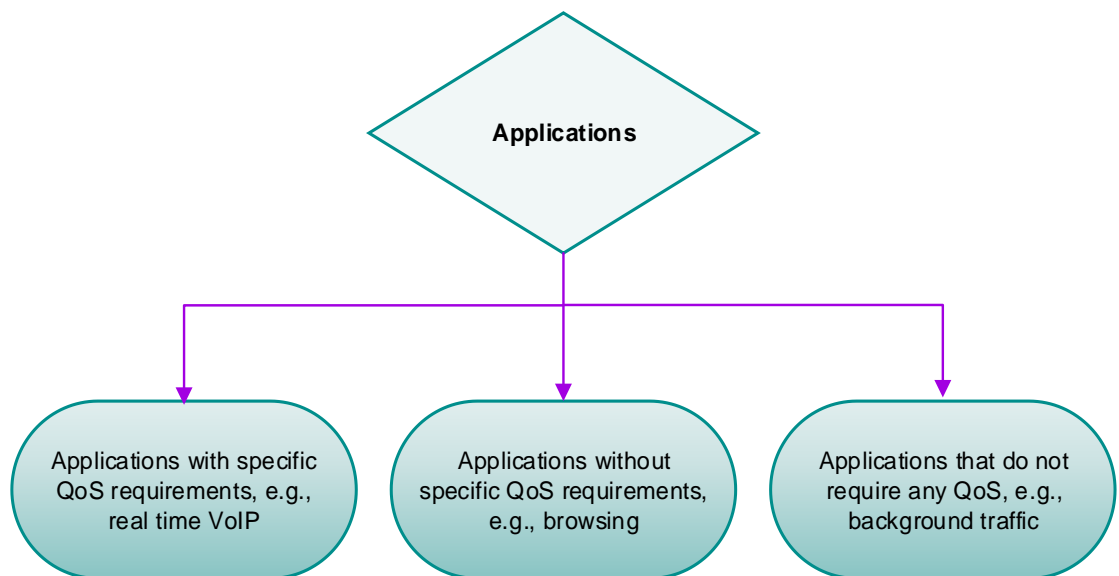 Applications
Applications with specific
QoS requirements, e.g.,
real time VoIP
Applications without
specific QoS requirements,
e.g., browsing
Applications that do not
require any QoS, e.g.,
background traffic